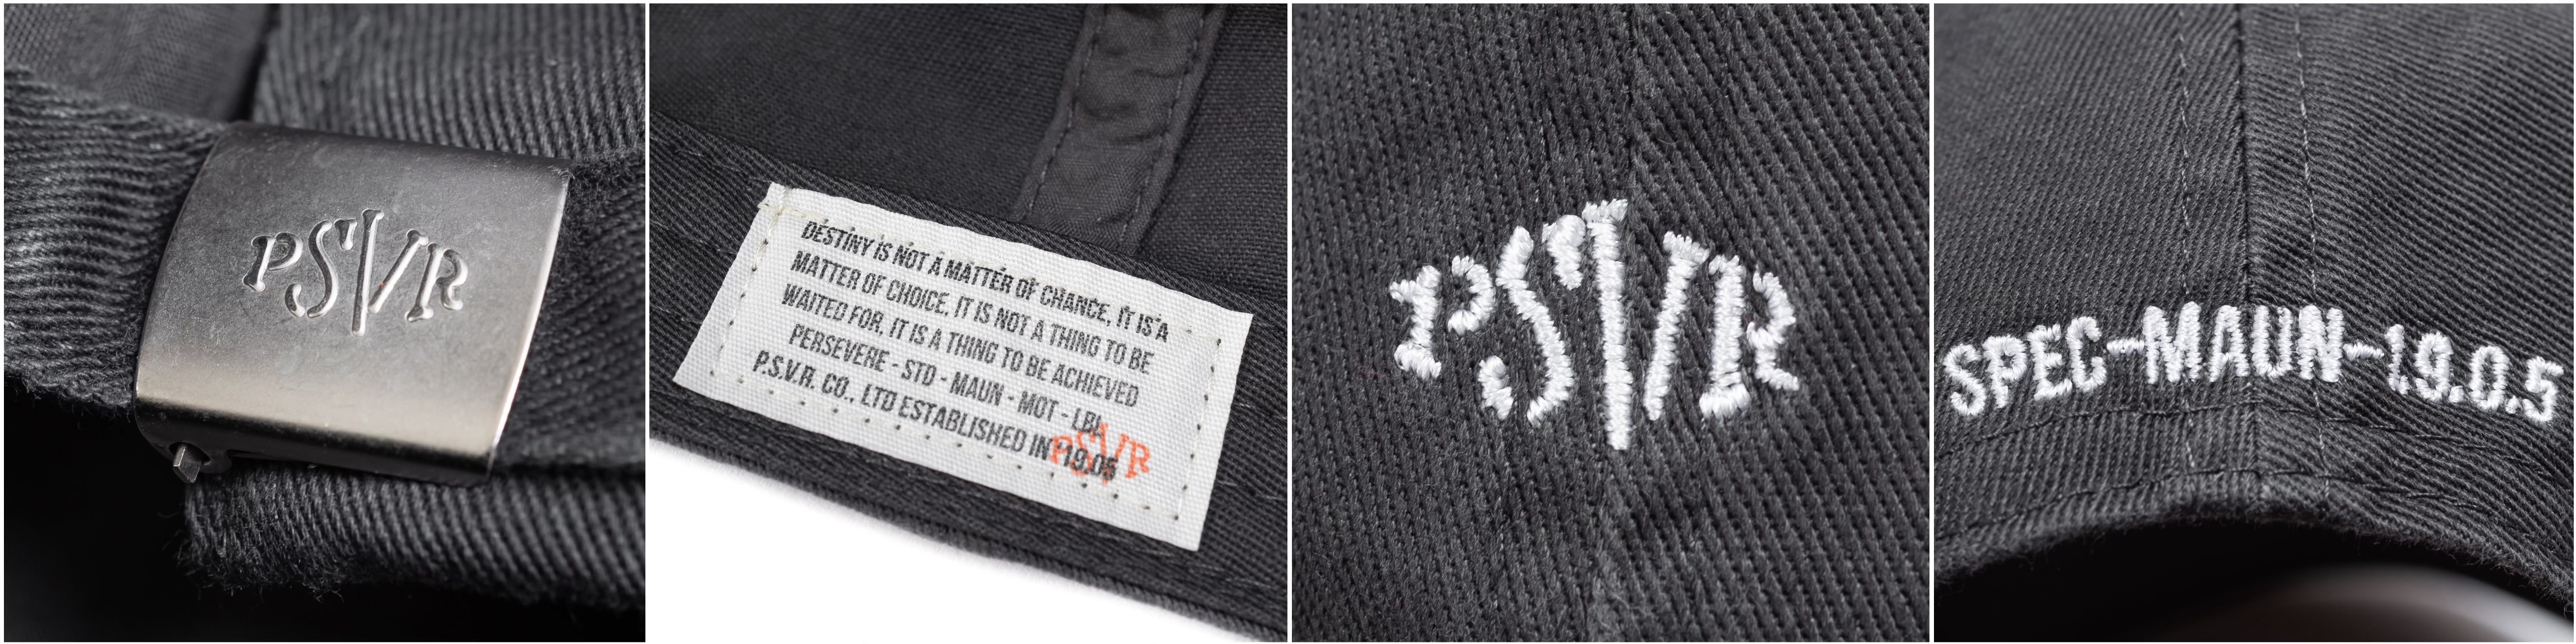 PSVR
DESTINY IS NOT A MATTER OF CHANCE, IT IS A
MATTER OF CHOICE, IT IS NOT A THING TO BE
WAITED FOR, IT IS A THING TO BE ACHIEVED
PERSEVERE - STD - MAUN - MOT - LBL
P.S.V.R. CO., LTD ESTABLISHED IN 19.05
PSVR
PSVR
SPEC-MAUN-1.9.0.5